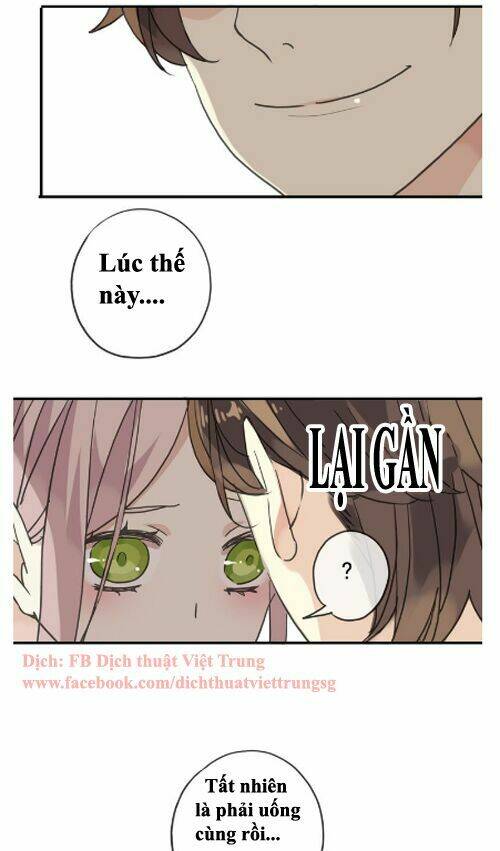 Lúc thế
này....
LẠI GẦN
?
Dịch: FB Dịch thuật Việt Trung
www.facebook.com/dichthuatviettrungsg
Tất nhiên
là phải uống
cùng rồi...